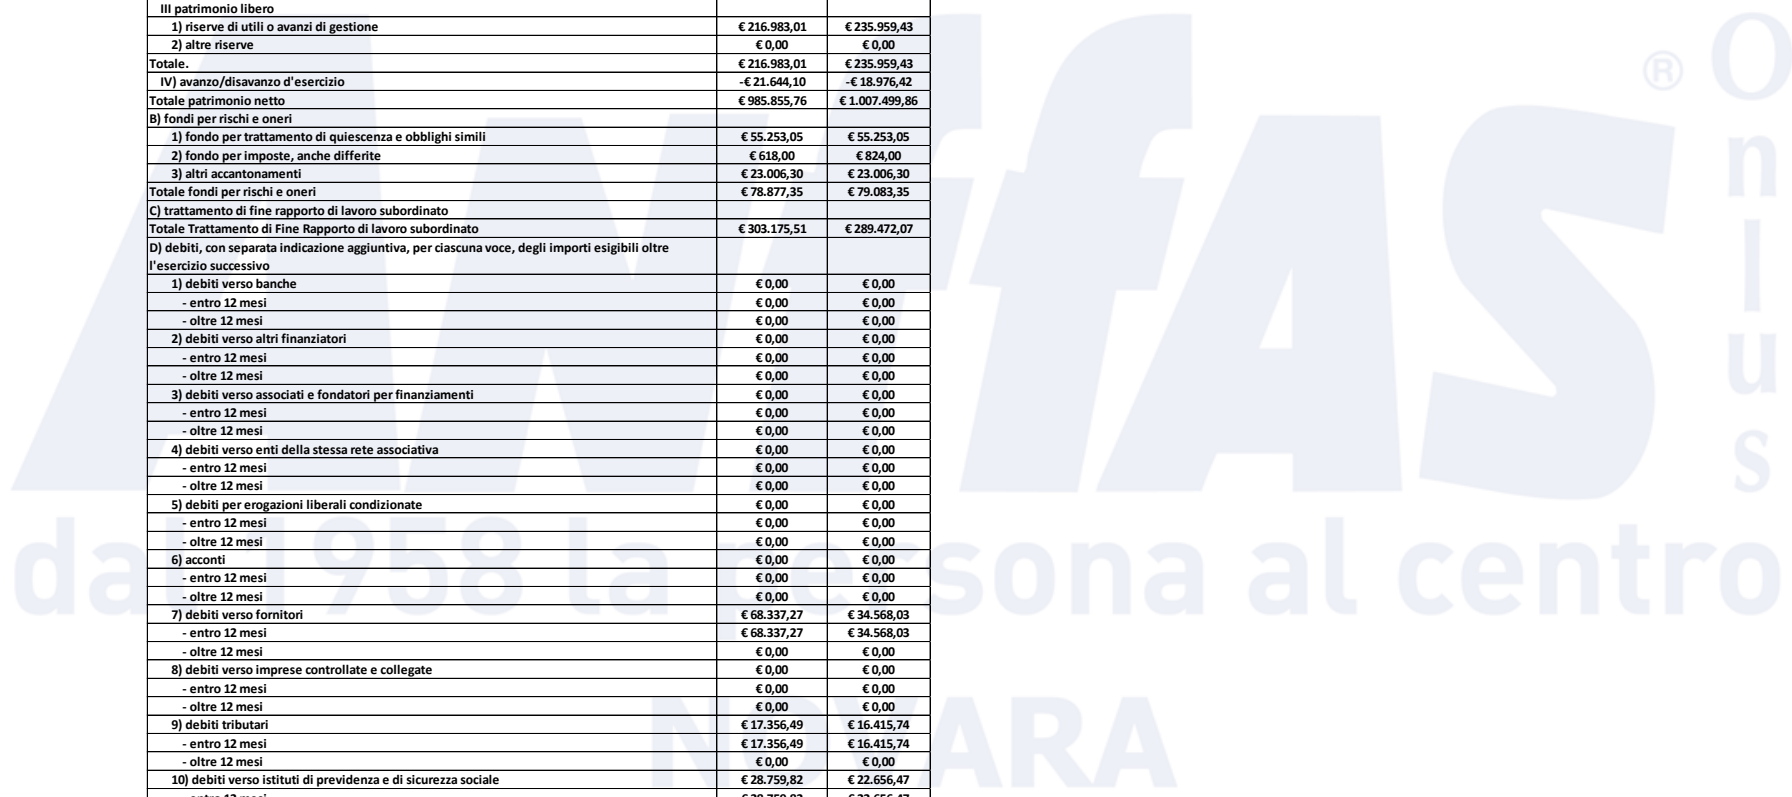 III patrimonio libero
1) riserve di utili o avanzi di gestione € 216.983,01 € 235.959,43
2) altre riserve € 0,00 € 0,00
Totale. € 216.983,01 € 235.959,43
IV) avanzo/disavanzo d'esercizio -€ 21.644,10 -€ 18.976,42
Totale patrimonio netto € 985.855,76 € 1.007.499,86
B) fondi per rischi e oneri
1) fondo per trattamento di quiescenza e obblighi simili € 55.253,05 € 55.253,05
2) fondo per imposte, anche differite € 618,00 € 824,00
3) altri accantonamenti € 23.006,30 € 23.006,30
Totale fondi per rischi e oneri € 78.877,35 € 79.083,35
C) trattamento di fine rapporto di lavoro subordinato
Totale Trattamento di Fine Rapporto di lavoro subordinato € 303.175,51 € 289.472,07
D) debiti, con separata indicazione aggiuntiva, per ciascuna voce, degli importi esigibili oltre
l'esercizio successivo
1) debiti verso banche € 0,00 € 0,00
- entro 12 mesi € 0,00 € 0,00
- oltre 12 mesi € 0,00 € 0,00
2) debiti verso altri finanziatori € 0,00 € 0,00
- entro 12 mesi € 0,00 € 0,00
- oltre 12 mesi € 0,00 € 0,00
3) debiti verso associati e fondatori per finanziamenti € 0,00 € 0,00
- entro 12 mesi € 0,00 € 0,00
- oltre 12 mesi € 0,00 € 0,00
4) debiti verso enti della stessa rete associativa € 0,00 € 0,00
- entro 12 mesi € 0,00 € 0,00
- oltre 12 mesi € 0,00 € 0,00
5) debiti per erogazioni liberali condizionate € 0,00 € 0,00
- entro 12 mesi € 0,00 € 0,00
- oltre 12 mesi € 0,00 € 0,00
6) acconti € 0,00 € 0,00
- entro 12 mesi € 0,00 € 0,00
- oltre 12 mesi € 0,00 € 0,00
7) debiti verso fornitori € 68.337,27 € 34.568,03
- entro 12 mesi € 68.337,27 € 34.568,03
- oltre 12 mesi € 0,00 € 0,00
8) debiti verso imprese controllate e collegate € 0,00 € 0,00
- entro 12 mesi € 0,00 € 0,00
- oltre 12 mesi € 0,00 € 0,00
9) debiti tributari € 17.356,49 € 16.415,74
- entro 12 mesi € 17.356,49 € 16.415,74
- oltre 12 mesi € 0,00 € 0,00
10) debiti verso istituti di previdenza e di sicurezza sociale € 28.759,82 € 22.656,47
ANffAS ®
Onlus
dal 1958 la persona al centro
NOVARA